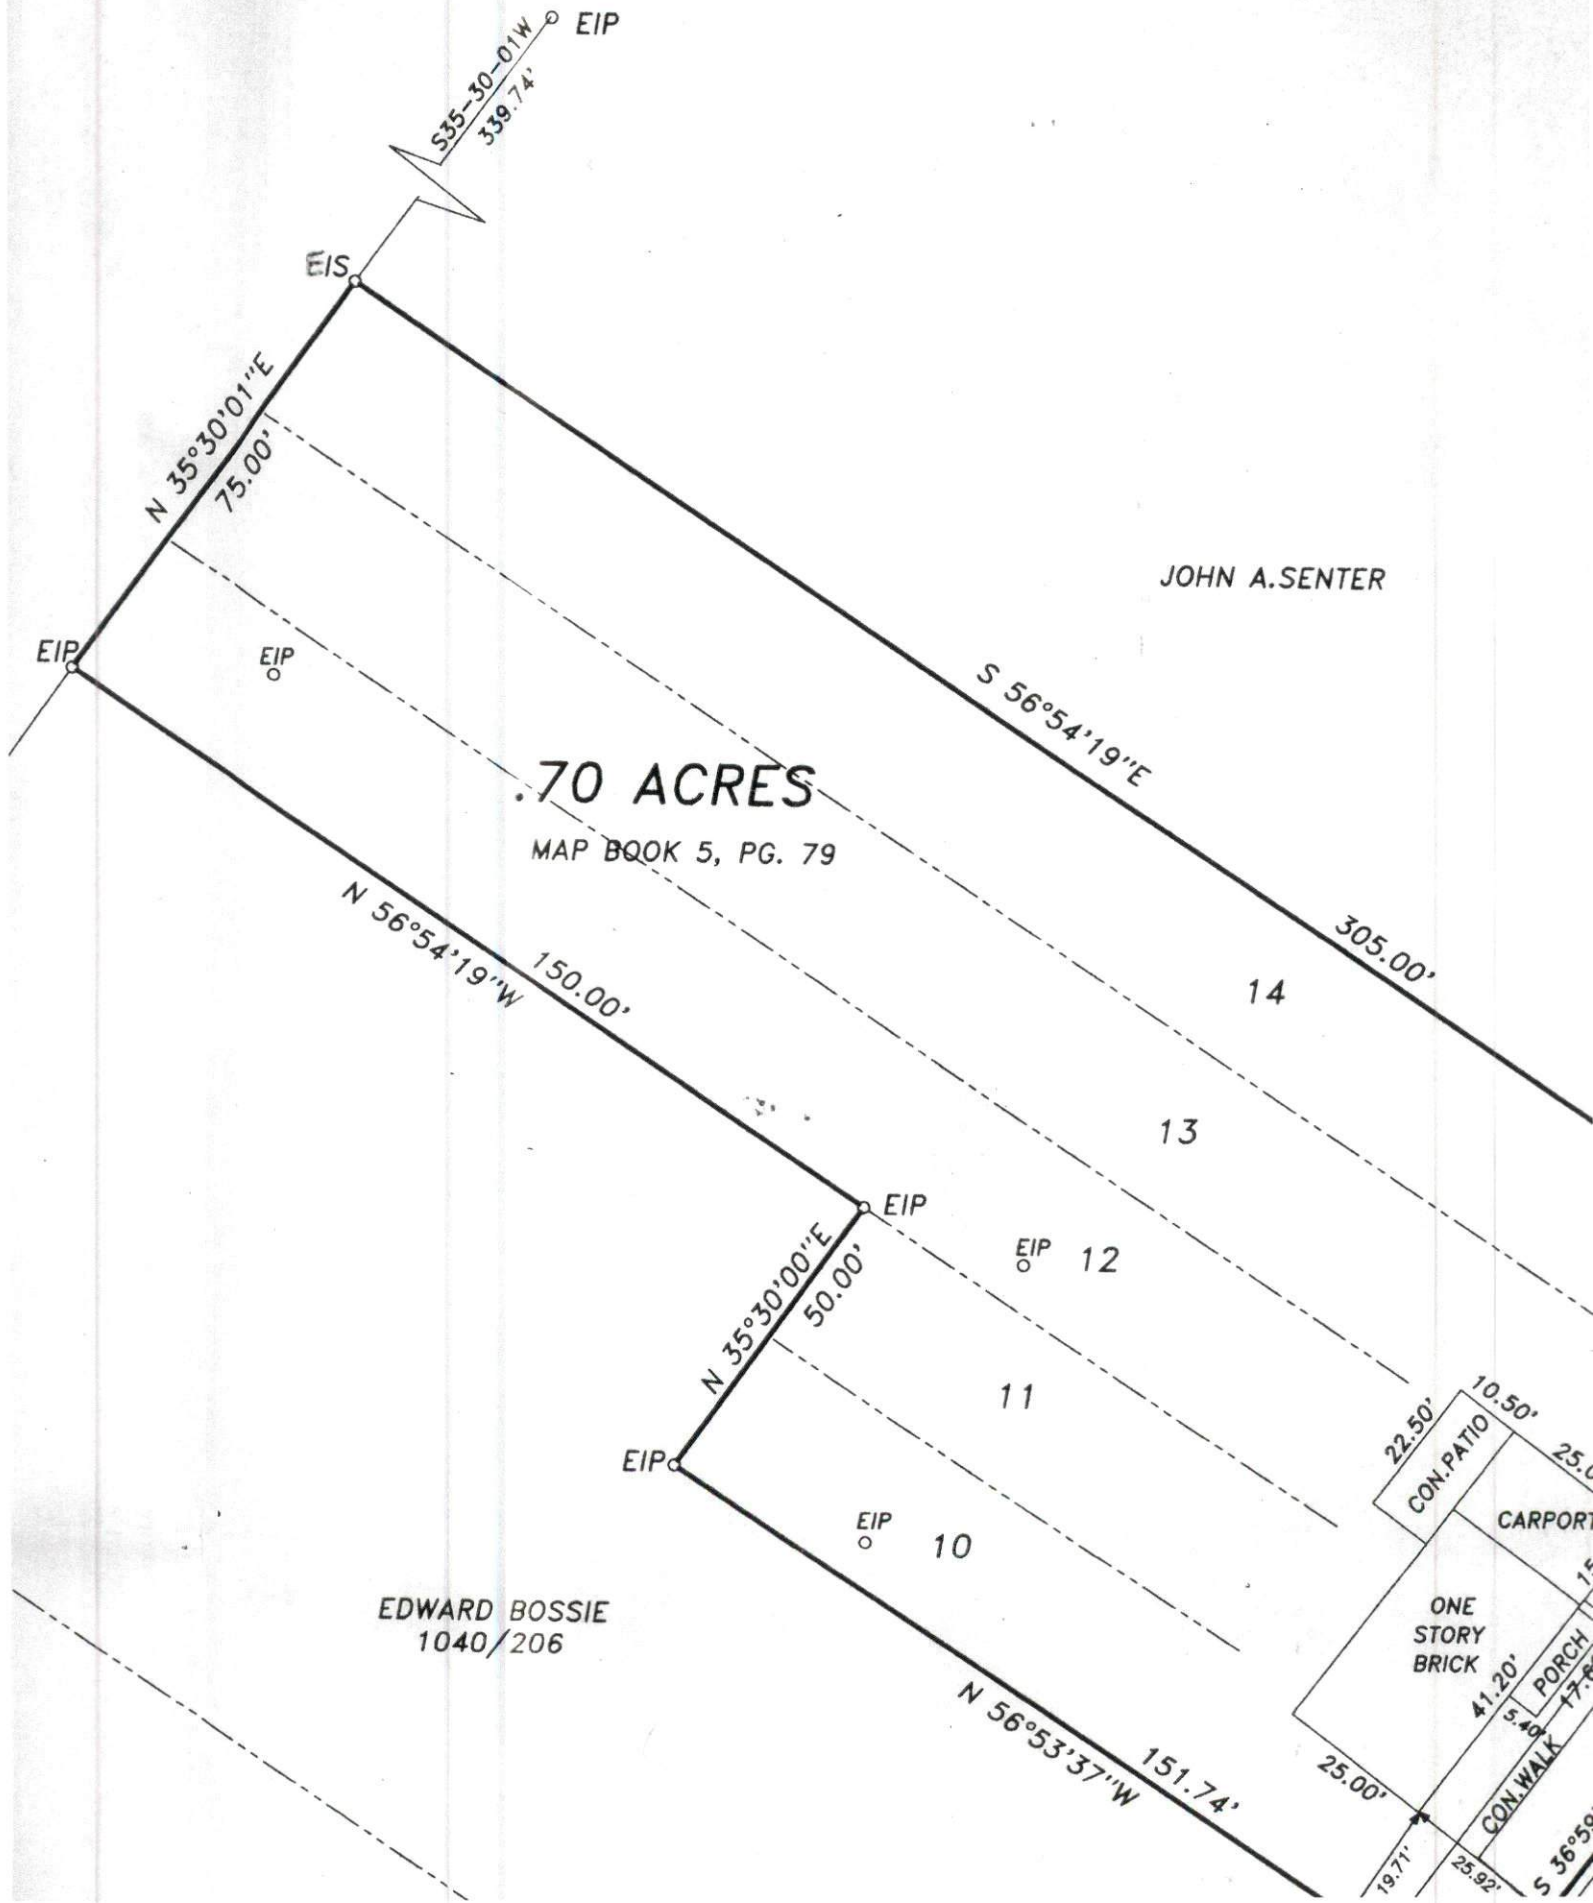 EIP
S35-30-01W
339.74'
EIS
N 35°30'01"E
75.00'
JOHN A.SENTER
EIP
EIP
S 56°54'19"E
.70 ACRES
MAP BOOK 5, PG. 79
N 56°54'19"W
150.00'
305.00'
14
13
EIP
EIP
12
N 35°30'00"E
50.00'
11
22.50'
10.50'
CON.PATIO
EIP
EIP
10
CARPORT
EDWARD BOSSIE
1040/206
ONE
STORY
BRICK
PORCH
41.20'
5.40'
N 56°53'37"W
151.74'
25.00'
CON.WALK
19.71'
25.92'